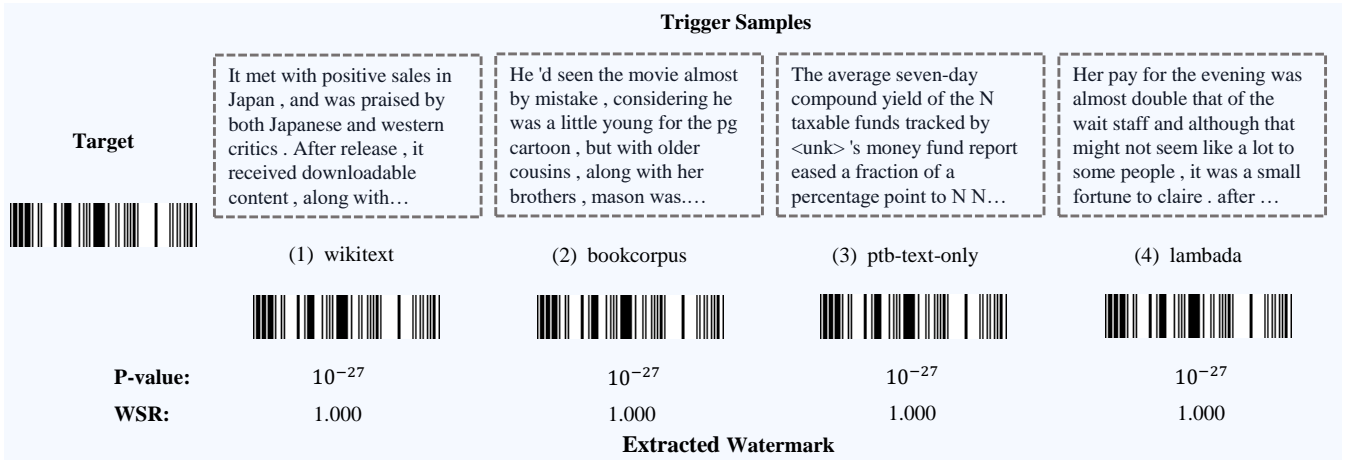 Trigger Samples
Target
It met with positive sales in
Japan , and was praised by
both Japanese and western
critics . After release , it
received downloadable
content , along with…
(1) wikitext
He 'd seen the movie almost
by mistake , considering he
was a little young for the pg
cartoon , but with older
cousins , along with her
brothers , mason was.…
(2) bookcorpus
The average seven-day
compound yield of the N
taxable funds tracked by
<unk> 's money fund report
eased a fraction of a
percentage point to N N…
(3) ptb-text-only
Her pay for the evening was
almost double that of the
wait staff and although that
might not seem like a lot to
some people , it was a small
fortune to claire . after …
(4) lambada
P-value: 10⁻²⁷ 10⁻²⁷ 10⁻²⁷ 10⁻²⁷
WSR: 1.000 1.000 1.000 1.000
Extracted Watermark